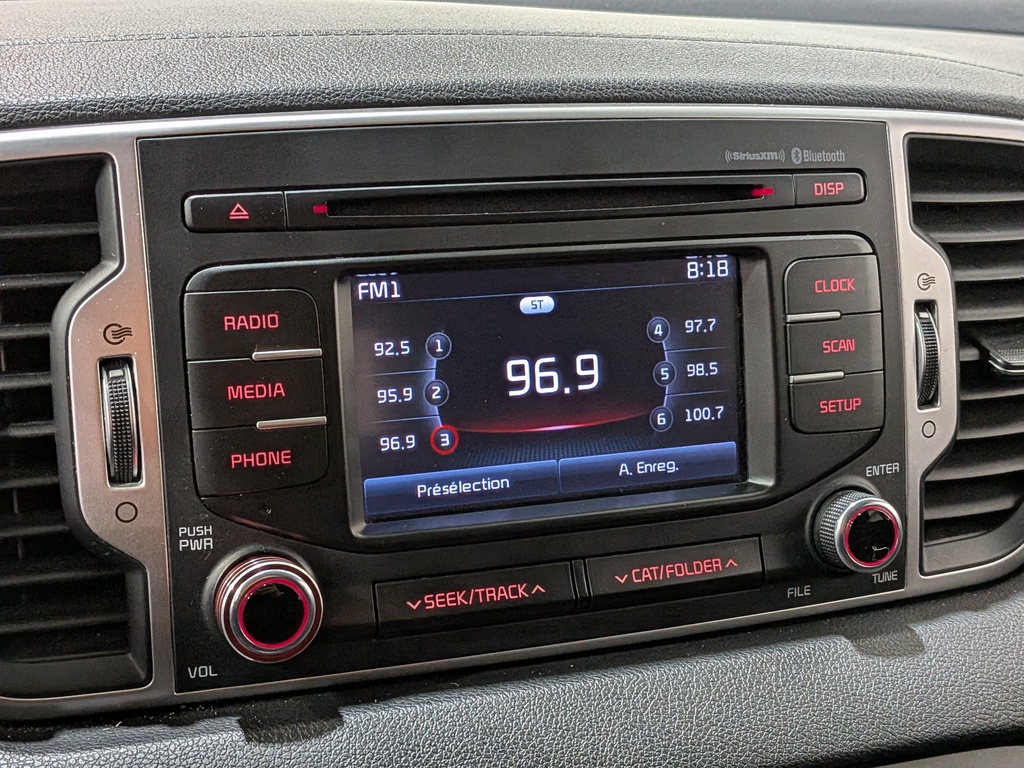 ((SiriusXM)) Bluetooth
DISP
FM1 8:18
ST
RADIO
MEDIA
PHONE
92.5 1
95.9 2
96.9 3
96.9
4 97.7
5 98.5
6 100.7
Présélection A. Enreg.
CLOCK
SCAN
SETUP
PUSH
PWR
VOL
SEEK/TRACK
CAT/FOLDER
ENTER
FILE
TUNE